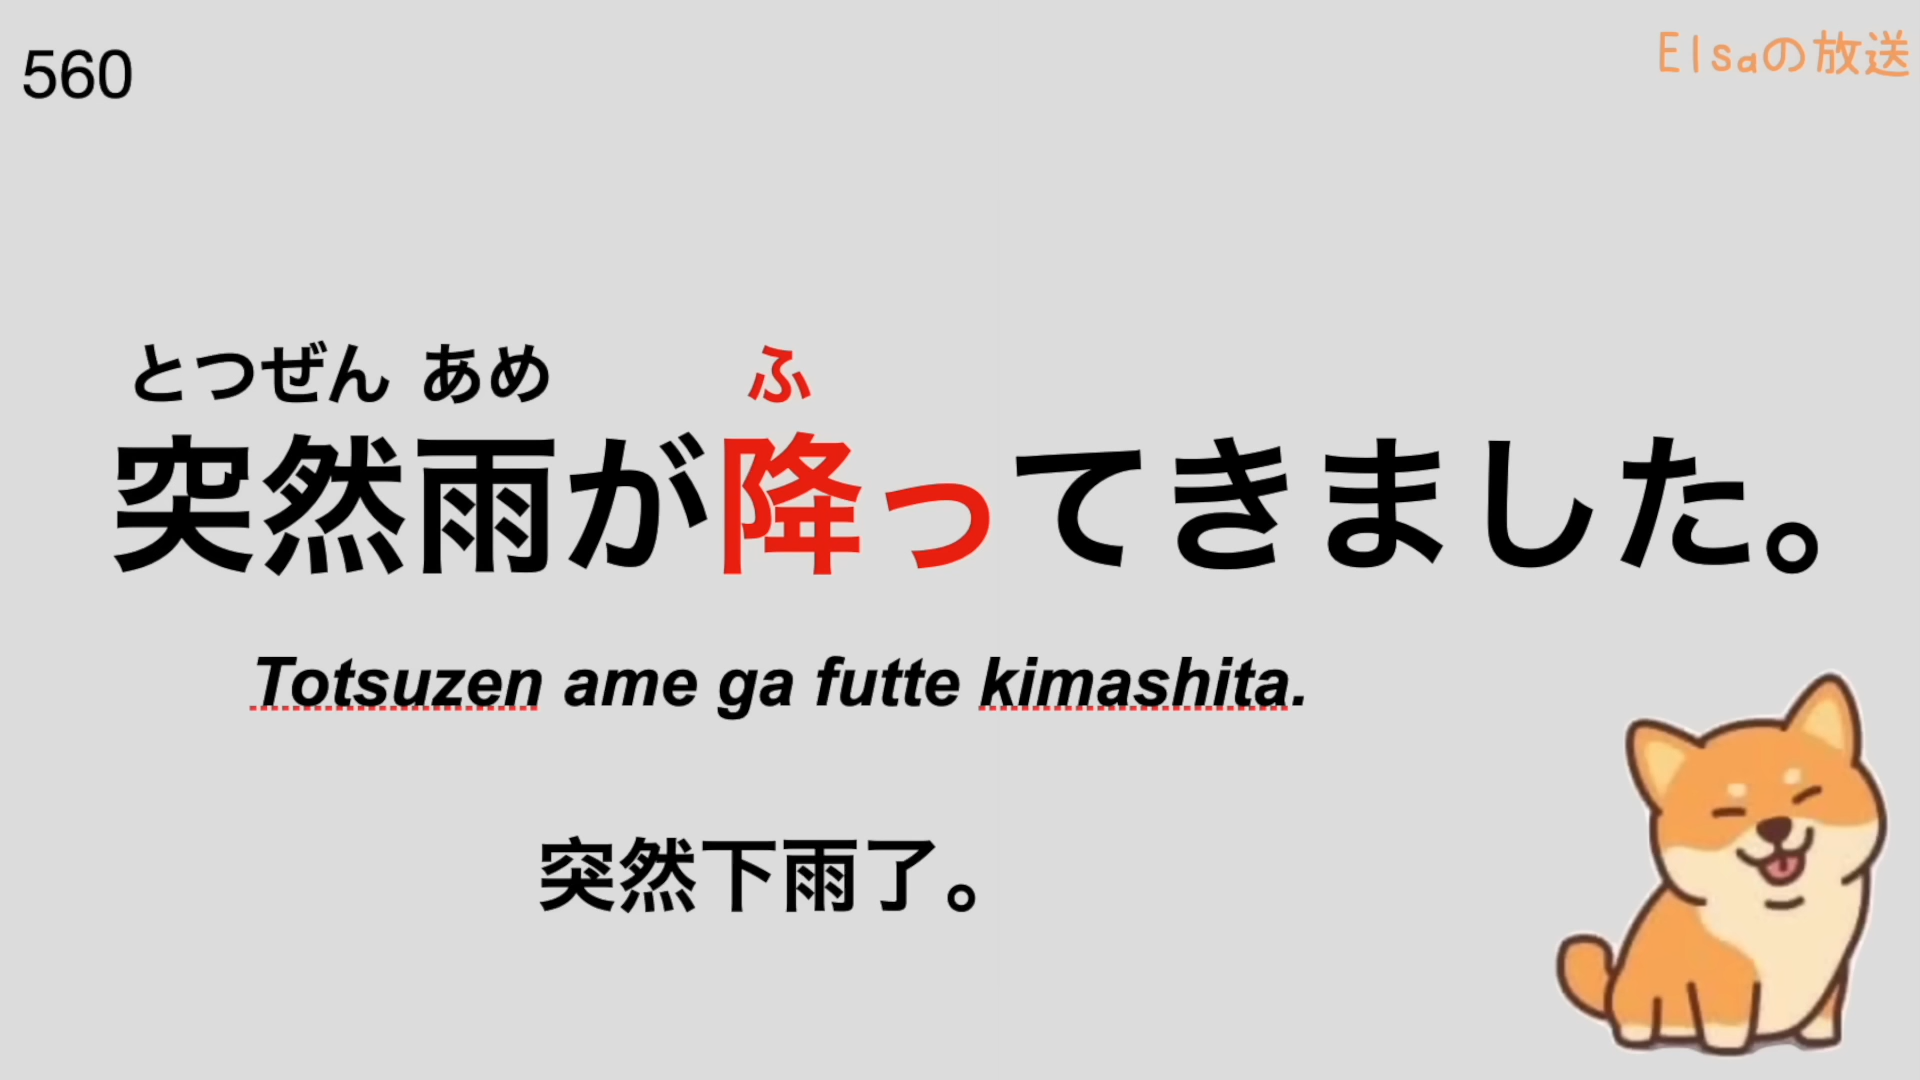 560
Elsaの放送
とつぜん あめ ふ
突然雨が降ってきました。
Totsuzen ame ga futte kimashita.
突然下雨了。